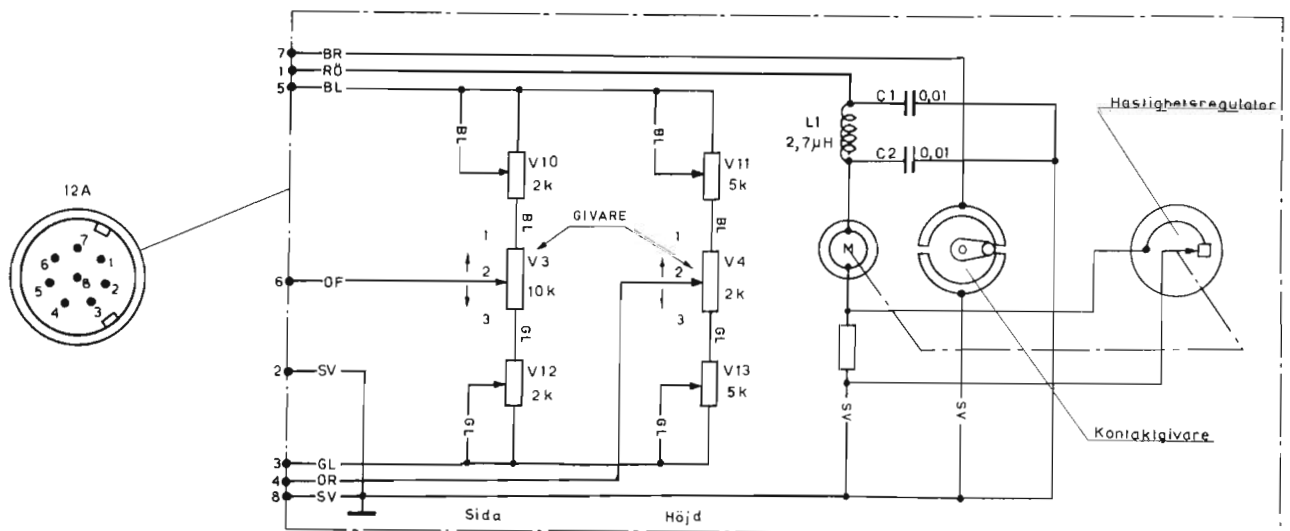 12A
7
6
1
5
8
2
4
3
7 BR
1 RÖ
5 BL
6 OF
2 SV
3 GL
4 OR
8 SV
BL
V10
2k
BL
1
2
3
V3
10k
GL
V12
2k
GL
Sida
GIVARE
BL
V11
5k
BL
1
2
3
V4
2k
GL
V13
5k
GL
Höjd
C1 0,01
L1
2,7µH
C2 0,01
M
SV
SV
Hastighetsregulator
Kontaktgivare